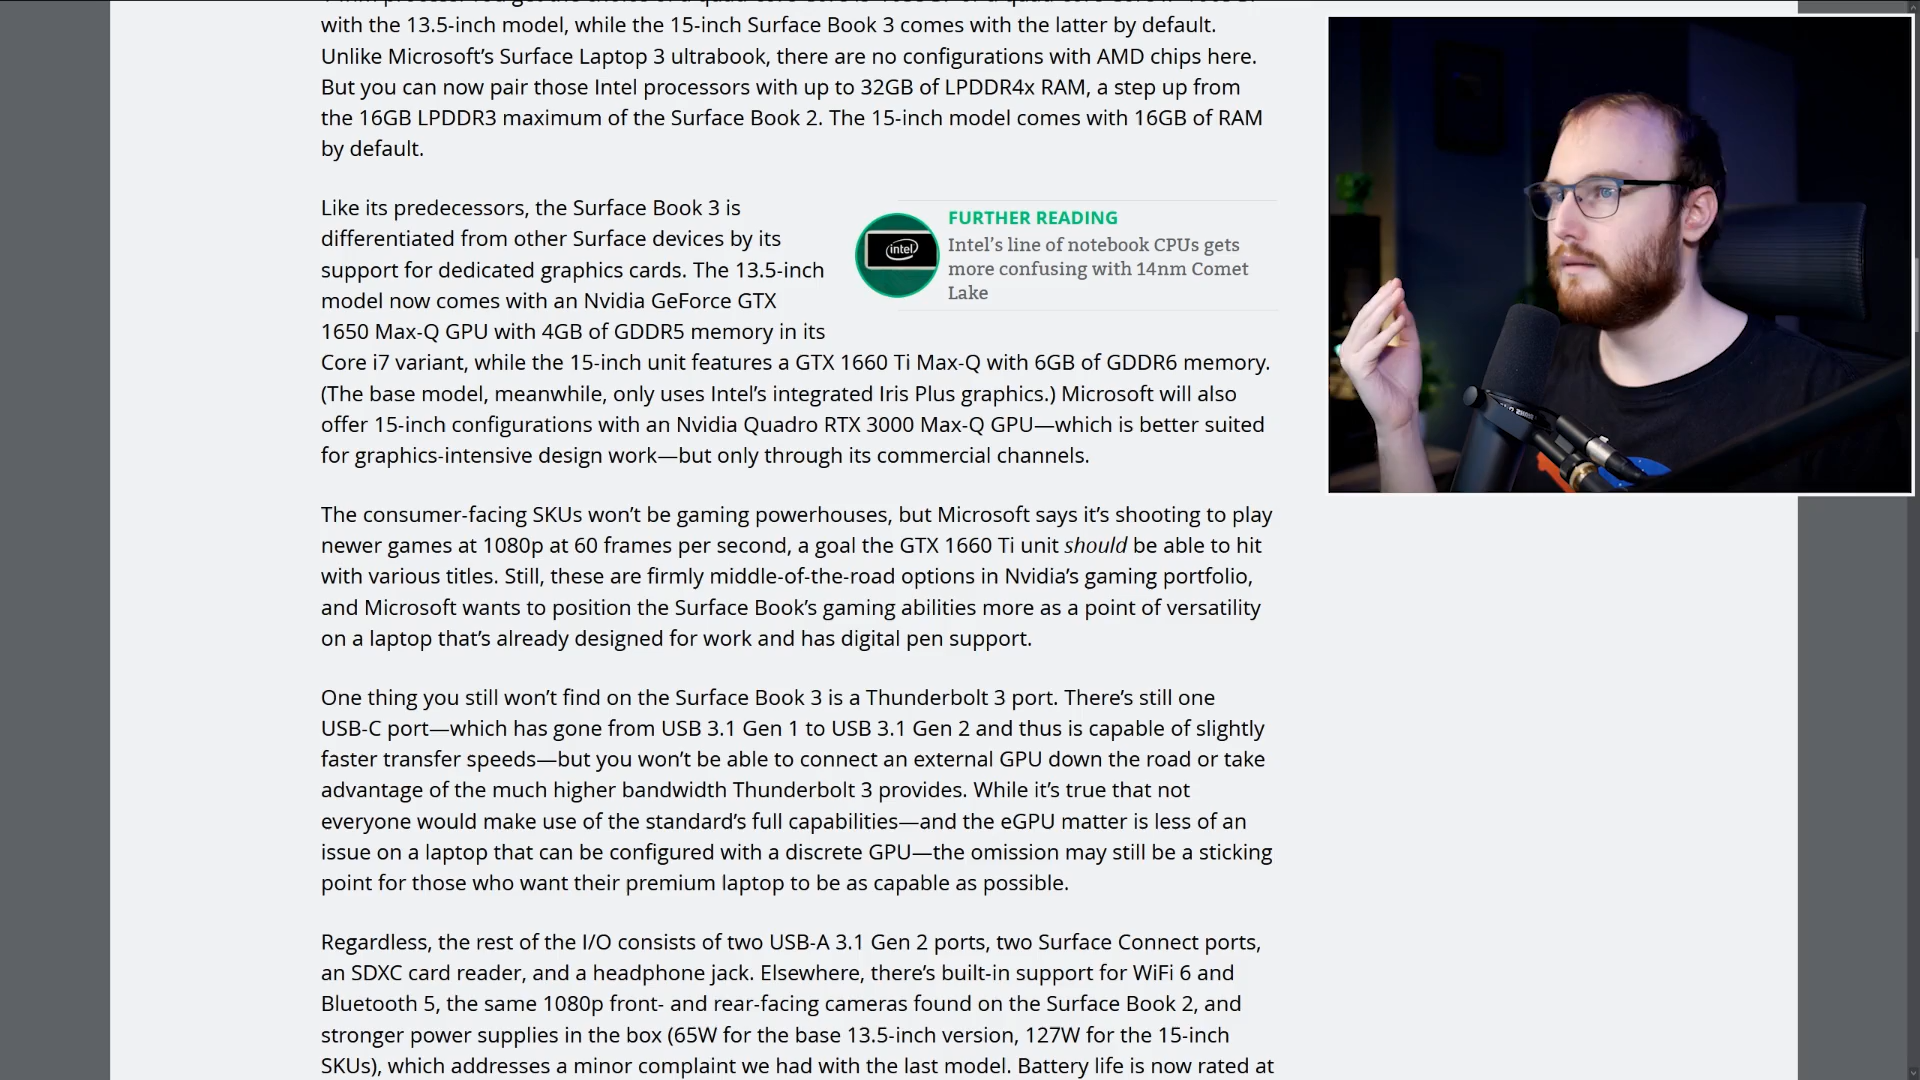 with the 13.5-inch model, while the 15-inch Surface Book 3 comes with the latter by default.
Unlike Microsoft’s Surface Laptop 3 ultrabook, there are no configurations with AMD chips here.
But you can now pair those Intel processors with up to 32GB of LPDDR4x RAM, a step up from
the 16GB LPDDR3 maximum of the Surface Book 2. The 15-inch model comes with 16GB of RAM
by default.
Like its predecessors, the Surface Book 3 is
differentiated from other Surface devices by its
support for dedicated graphics cards. The 13.5-inch
model now comes with an Nvidia GeForce GTX
1650 Max-Q GPU with 4GB of GDDR5 memory in its
intel
FURTHER READING
Intel’s line of notebook CPUs gets
more confusing with 14nm Comet
Lake
Core i7 variant, while the 15-inch unit features a GTX 1660 Ti Max-Q with 6GB of GDDR6 memory.
(The base model, meanwhile, only uses Intel’s integrated Iris Plus graphics.) Microsoft will also
offer 15-inch configurations with an Nvidia Quadro RTX 3000 Max-Q GPU—which is better suited
for graphics-intensive design work—but only through its commercial channels.
The consumer-facing SKUs won’t be gaming powerhouses, but Microsoft says it’s shooting to play
newer games at 1080p at 60 frames per second, a goal the GTX 1660 Ti unit should be able to hit
with various titles. Still, these are firmly middle-of-the-road options in Nvidia’s gaming portfolio,
and Microsoft wants to position the Surface Book’s gaming abilities more as a point of versatility
on a laptop that’s already designed for work and has digital pen support.
One thing you still won’t find on the Surface Book 3 is a Thunderbolt 3 port. There’s still one
USB-C port—which has gone from USB 3.1 Gen 1 to USB 3.1 Gen 2 and thus is capable of slightly
faster transfer speeds—but you won’t be able to connect an external GPU down the road or take
advantage of the much higher bandwidth Thunderbolt 3 provides. While it’s true that not
everyone would make use of the standard’s full capabilities—and the eGPU matter is less of an
issue on a laptop that can be configured with a discrete GPU—the omission may still be a sticking
point for those who want their premium laptop to be as capable as possible.
Regardless, the rest of the I/O consists of two USB-A 3.1 Gen 2 ports, two Surface Connect ports,
an SDXC card reader, and a headphone jack. Elsewhere, there’s built-in support for WiFi 6 and
Bluetooth 5, the same 1080p front- and rear-facing cameras found on the Surface Book 2, and
stronger power supplies in the box (65W for the base 13.5-inch version, 127W for the 15-inch
SKUs), which addresses a minor complaint we had with the last model. Battery life is now rated at